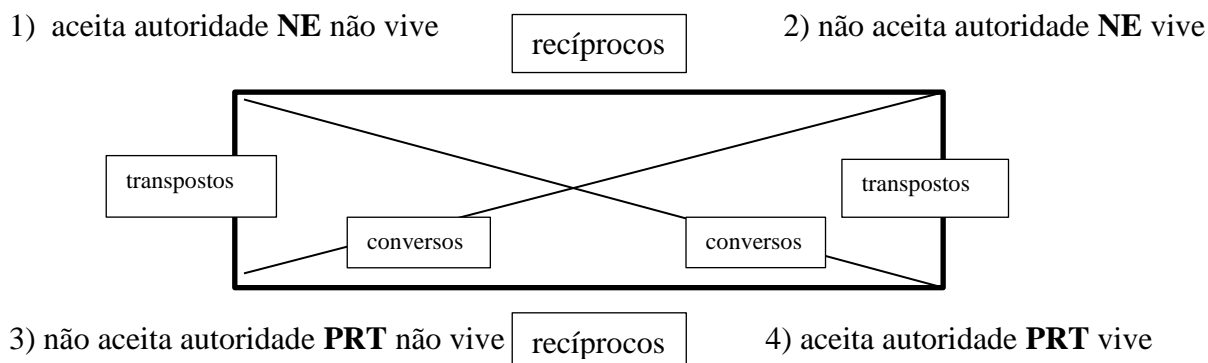 1) aceita autoridade NE não vive
recíprocos
2) não aceita autoridade NE vive
transpostos
transpostos
conversos
conversos
3) não aceita autoridade PRT não vive
recíprocos
4) aceita autoridade PRT vive